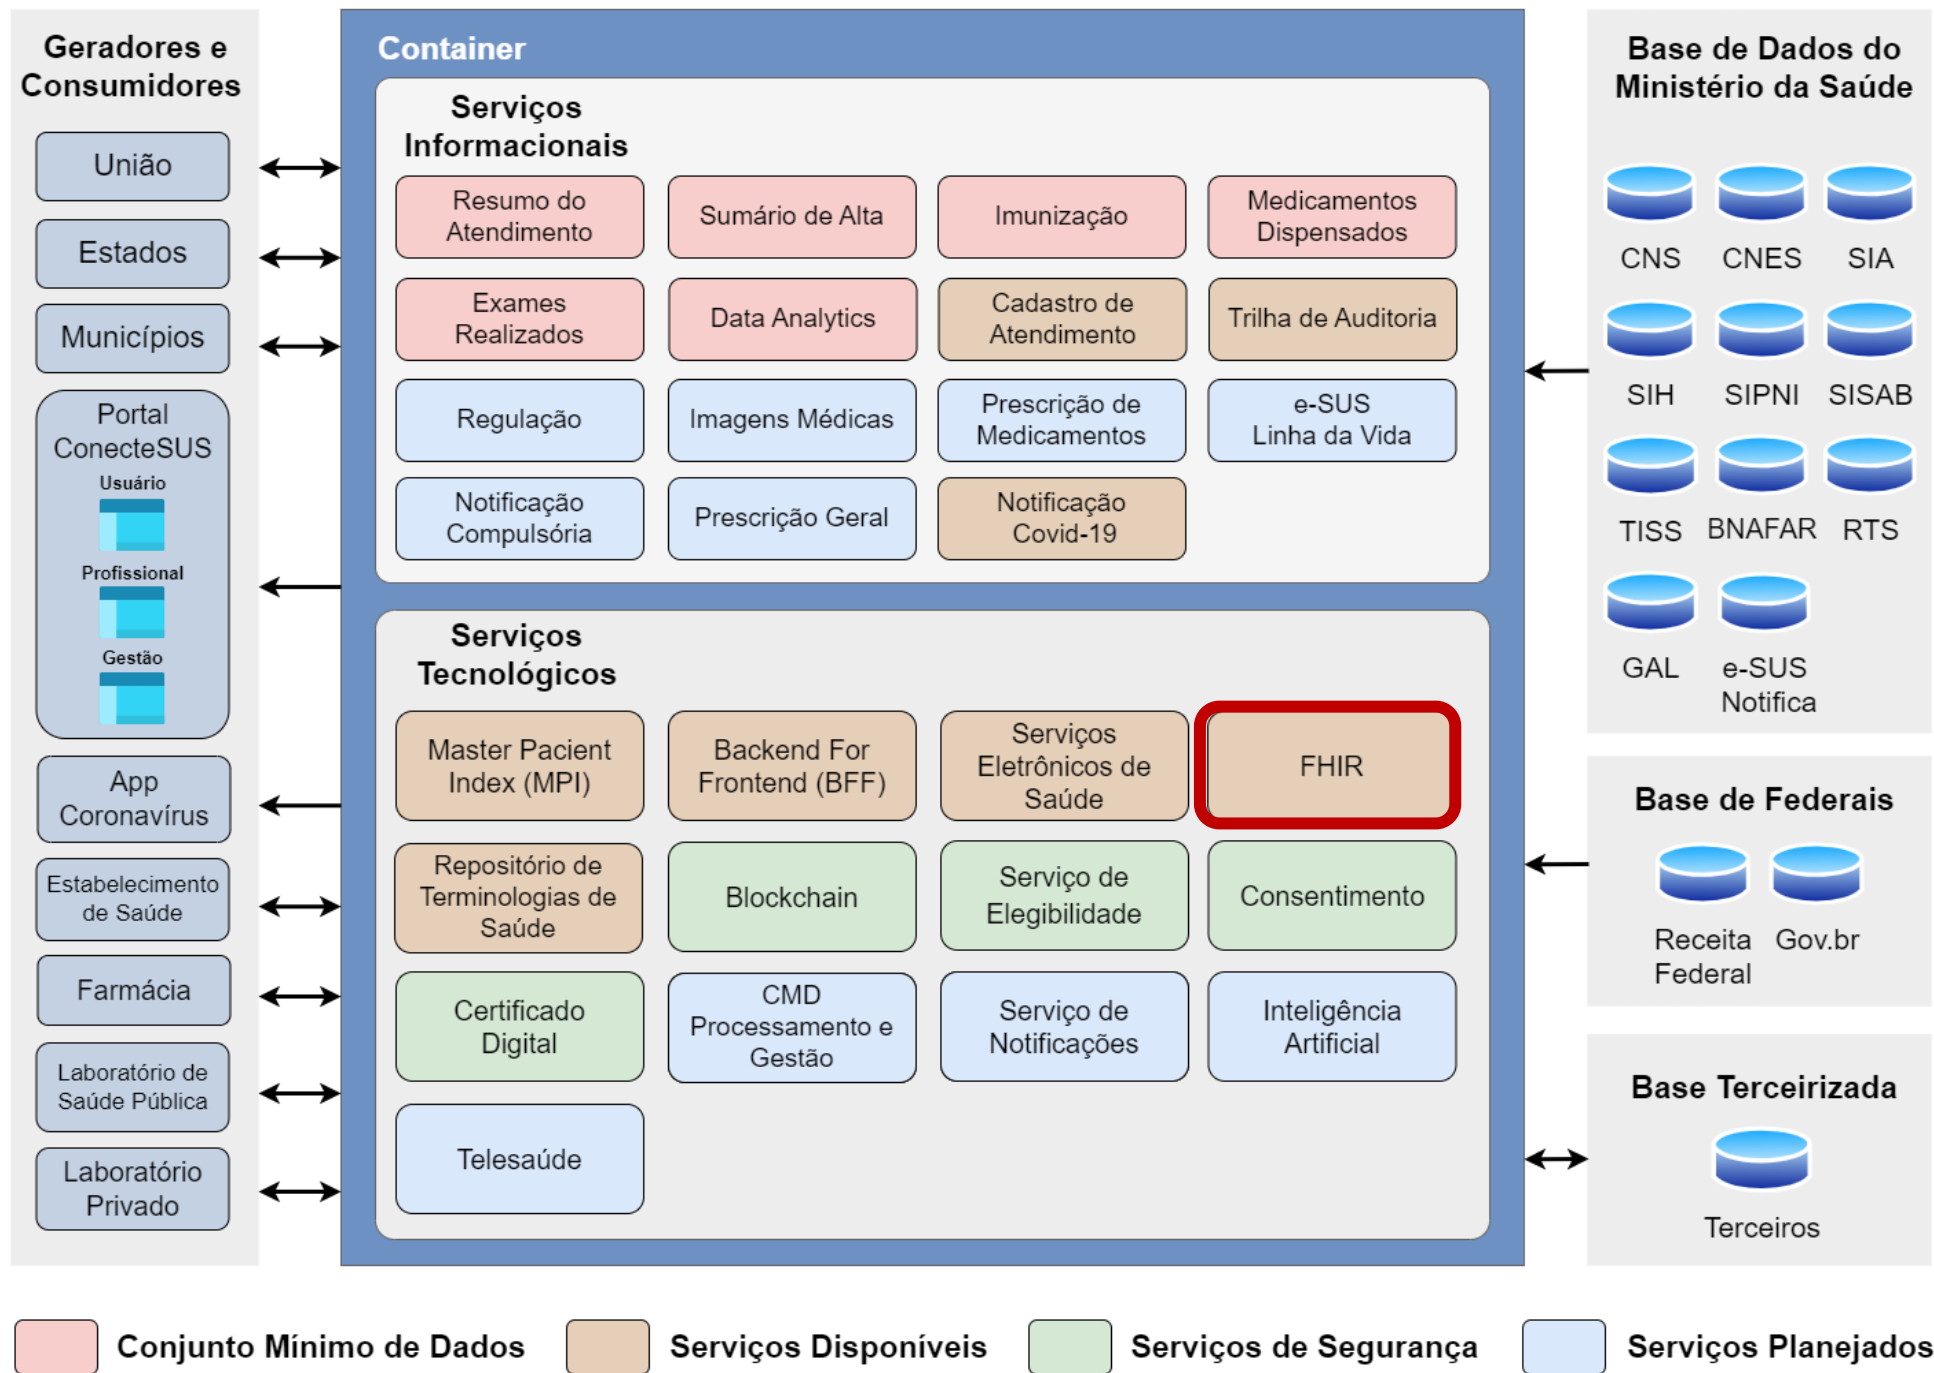 Geradores e
Consumidores
União
Estados
Municípios
Portal
ConecteSUS
Usuário
Profissional
Gestão
App
Coronavírus
Estabelecimento
de Saúde
Farmácia
Laboratório de
Saúde Pública
Laboratório
Privado
Container
Serviços
Informacionais
Resumo do
Atendimento
Sumário de Alta
Imunização
Medicamentos
Dispensados
Exames
Realizados
Data Analytics
Cadastro de
Atendimento
Trilha de Auditoria
Regulação
Imagens Médicas
Prescrição de
Medicamentos
e-SUS
Linha da Vida
Notificação
Compulsória
Prescrição Geral
Notificação
Covid-19
Serviços
Tecnológicos
Master Pacient
Index (MPI)
Backend For
Frontend (BFF)
Serviços
Eletrônicos de
Saúde
FHIR
Repositório de
Terminologias de
Saúde
Blockchain
Serviço de
Elegibilidade
Consentimento
Certificado
Digital
CMD
Processamento e
Gestão
Serviço de
Notificações
Inteligência
Artificial
Telesaúde
Base de Dados do
Ministério da Saúde
CNS CNES SIA
SIH SIPNI SISAB
TISS BNAFAR RTS
GAL e-SUS
Notifica
Base de Federais
Receita Gov.br
Federal
Base Terceirizada
Terceiros
Conjunto Mínimo de Dados
Serviços Disponíveis
Serviços de Segurança
Serviços Planejados